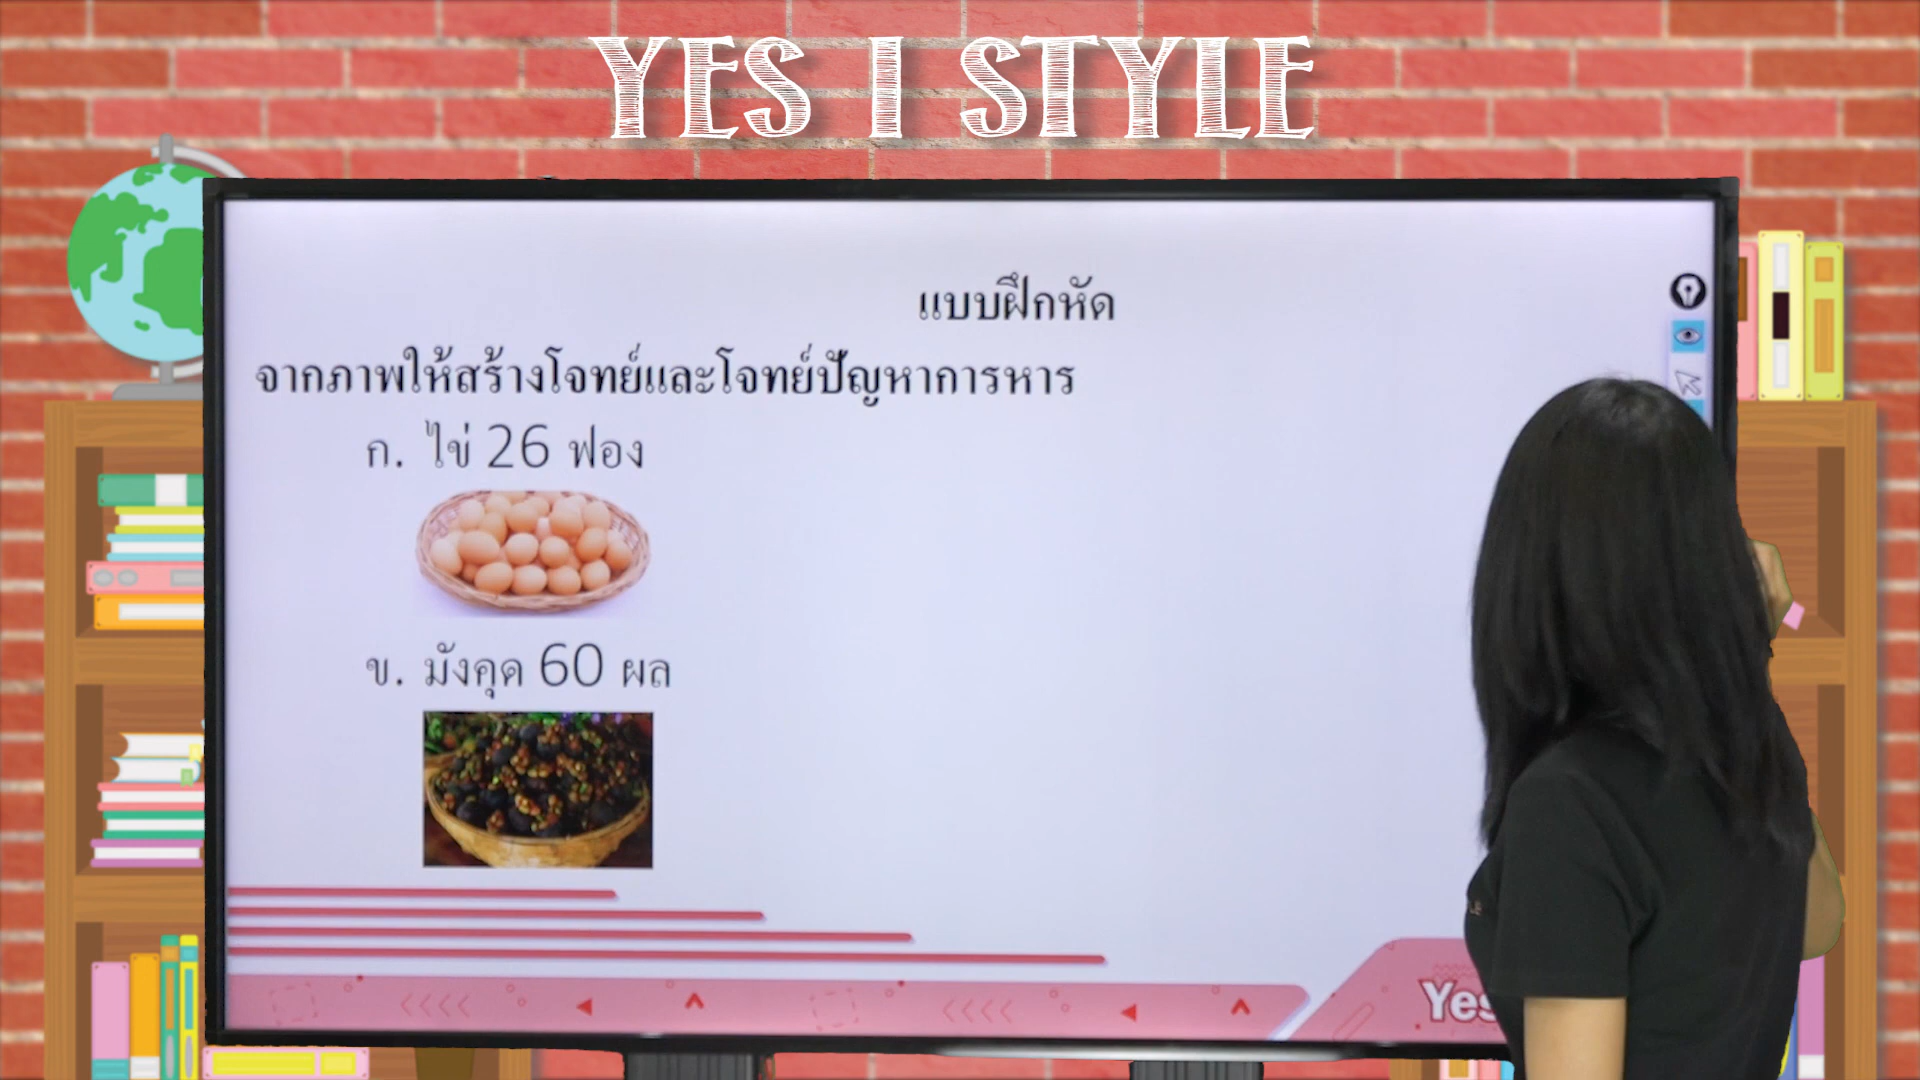 YES I STYLE
แบบฝึกหัด
จากภาพให้สร้างโจทย์และโจทย์ปัญหาการหาร
ก. ไข่ 26 ฟอง
ข. มังคุด 60 ผล
Yes